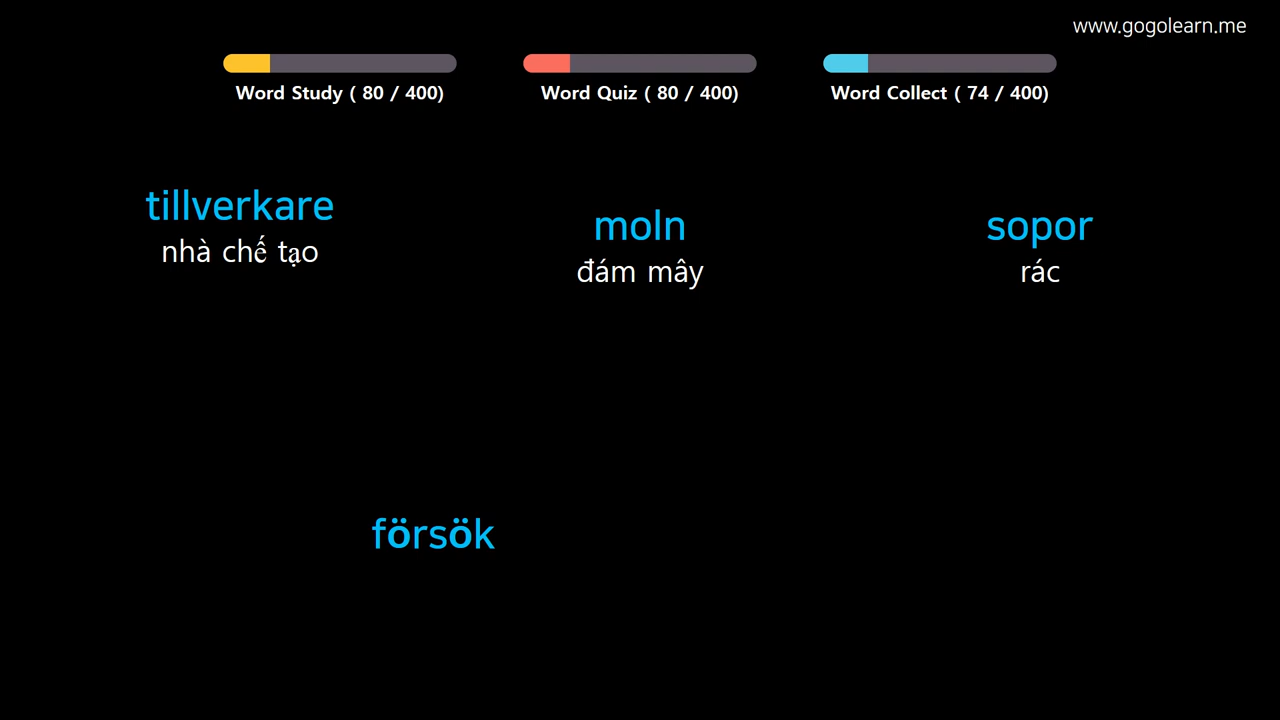 www.gogolearn.me
Word Study ( 80 / 400)
Word Quiz ( 80 / 400)
Word Collect ( 74 / 400)
tillverkare
nhà chế tạo
moln
đám mây
sopor
rác
försök